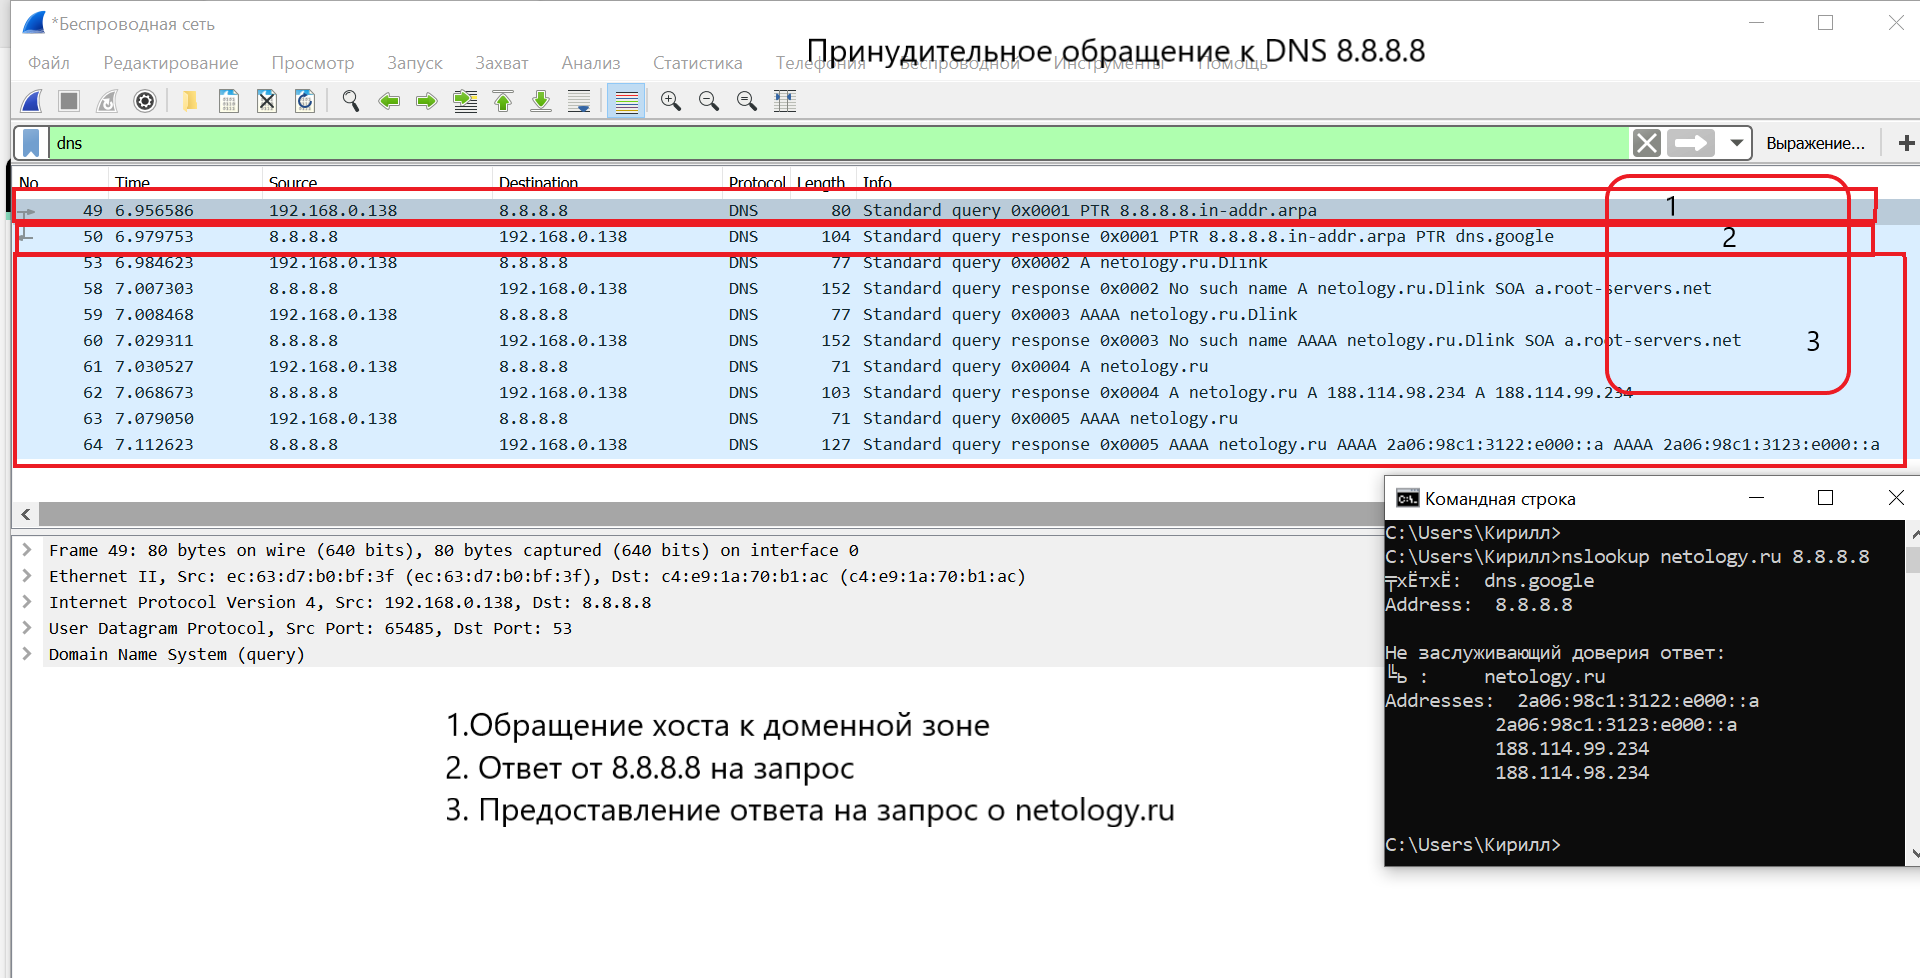 *Беспроводная сеть
Принудительное обращение к DNS 8.8.8.8
Файл Редактирование Просмотр Запуск Захват Анализ Статистика Телефония Беспроводной Инструменты Помощь
dns
Выражение...
No. Time Source Destination Protocol Length Info
49 6.956586 192.168.0.138 8.8.8.8 DNS 80 Standard query 0x0001 PTR 8.8.8.8.in-addr.arpa
1
50 6.979753 8.8.8.8 192.168.0.138 DNS 104 Standard query response 0x0001 PTR 8.8.8.8.in-addr.arpa PTR dns.google
2
53 6.984623 192.168.0.138 8.8.8.8 DNS 77 Standard query 0x0002 A netology.ru.Dlink
58 7.007303 8.8.8.8 192.168.0.138 DNS 152 Standard query response 0x0002 No such name A netology.ru.Dlink SOA a.root-servers.net
59 7.008468 192.168.0.138 8.8.8.8 DNS 77 Standard query 0x0003 AAAA netology.ru.Dlink
60 7.029311 8.8.8.8 192.168.0.138 DNS 152 Standard query response 0x0003 No such name AAAA netology.ru.Dlink SOA a.root-servers.net
3
61 7.030527 192.168.0.138 8.8.8.8 DNS 71 Standard query 0x0004 A netology.ru
62 7.068673 8.8.8.8 192.168.0.138 DNS 103 Standard query response 0x0004 A netology.ru A 188.114.98.234 A 188.114.99.234
63 7.079050 192.168.0.138 8.8.8.8 DNS 71 Standard query 0x0005 AAAA netology.ru
64 7.112623 8.8.8.8 192.168.0.138 DNS 127 Standard query response 0x0005 AAAA netology.ru AAAA 2a06:98c1:3122:e000::a AAAA 2a06:98c1:3123:e000::a
Frame 49: 80 bytes on wire (640 bits), 80 bytes captured (640 bits) on interface 0
Ethernet II, Src: ec:63:d7:b0:bf:3f (ec:63:d7:b0:bf:3f), Dst: c4:e9:1a:70:b1:ac (c4:e9:1a:70:b1:ac)
Internet Protocol Version 4, Src: 192.168.0.138, Dst: 8.8.8.8
User Datagram Protocol, Src Port: 65485, Dst Port: 53
Domain Name System (query)
1.Обращение хоста к доменной зоне
2. Ответ от 8.8.8.8 на запрос
3. Предоставление ответа на запрос о netology.ru
Командная строка
C:\Users\Кирилл>
C:\Users\Кирилл>nslookup netology.ru 8.8.8.8
╤хЁтхЁ: dns.google
Address: 8.8.8.8
Не заслуживающий доверия ответ:
╚ь : netology.ru
Addresses: 2a06:98c1:3122:e000::a
2a06:98c1:3123:e000::a
188.114.99.234
188.114.98.234
C:\Users\Кирилл>